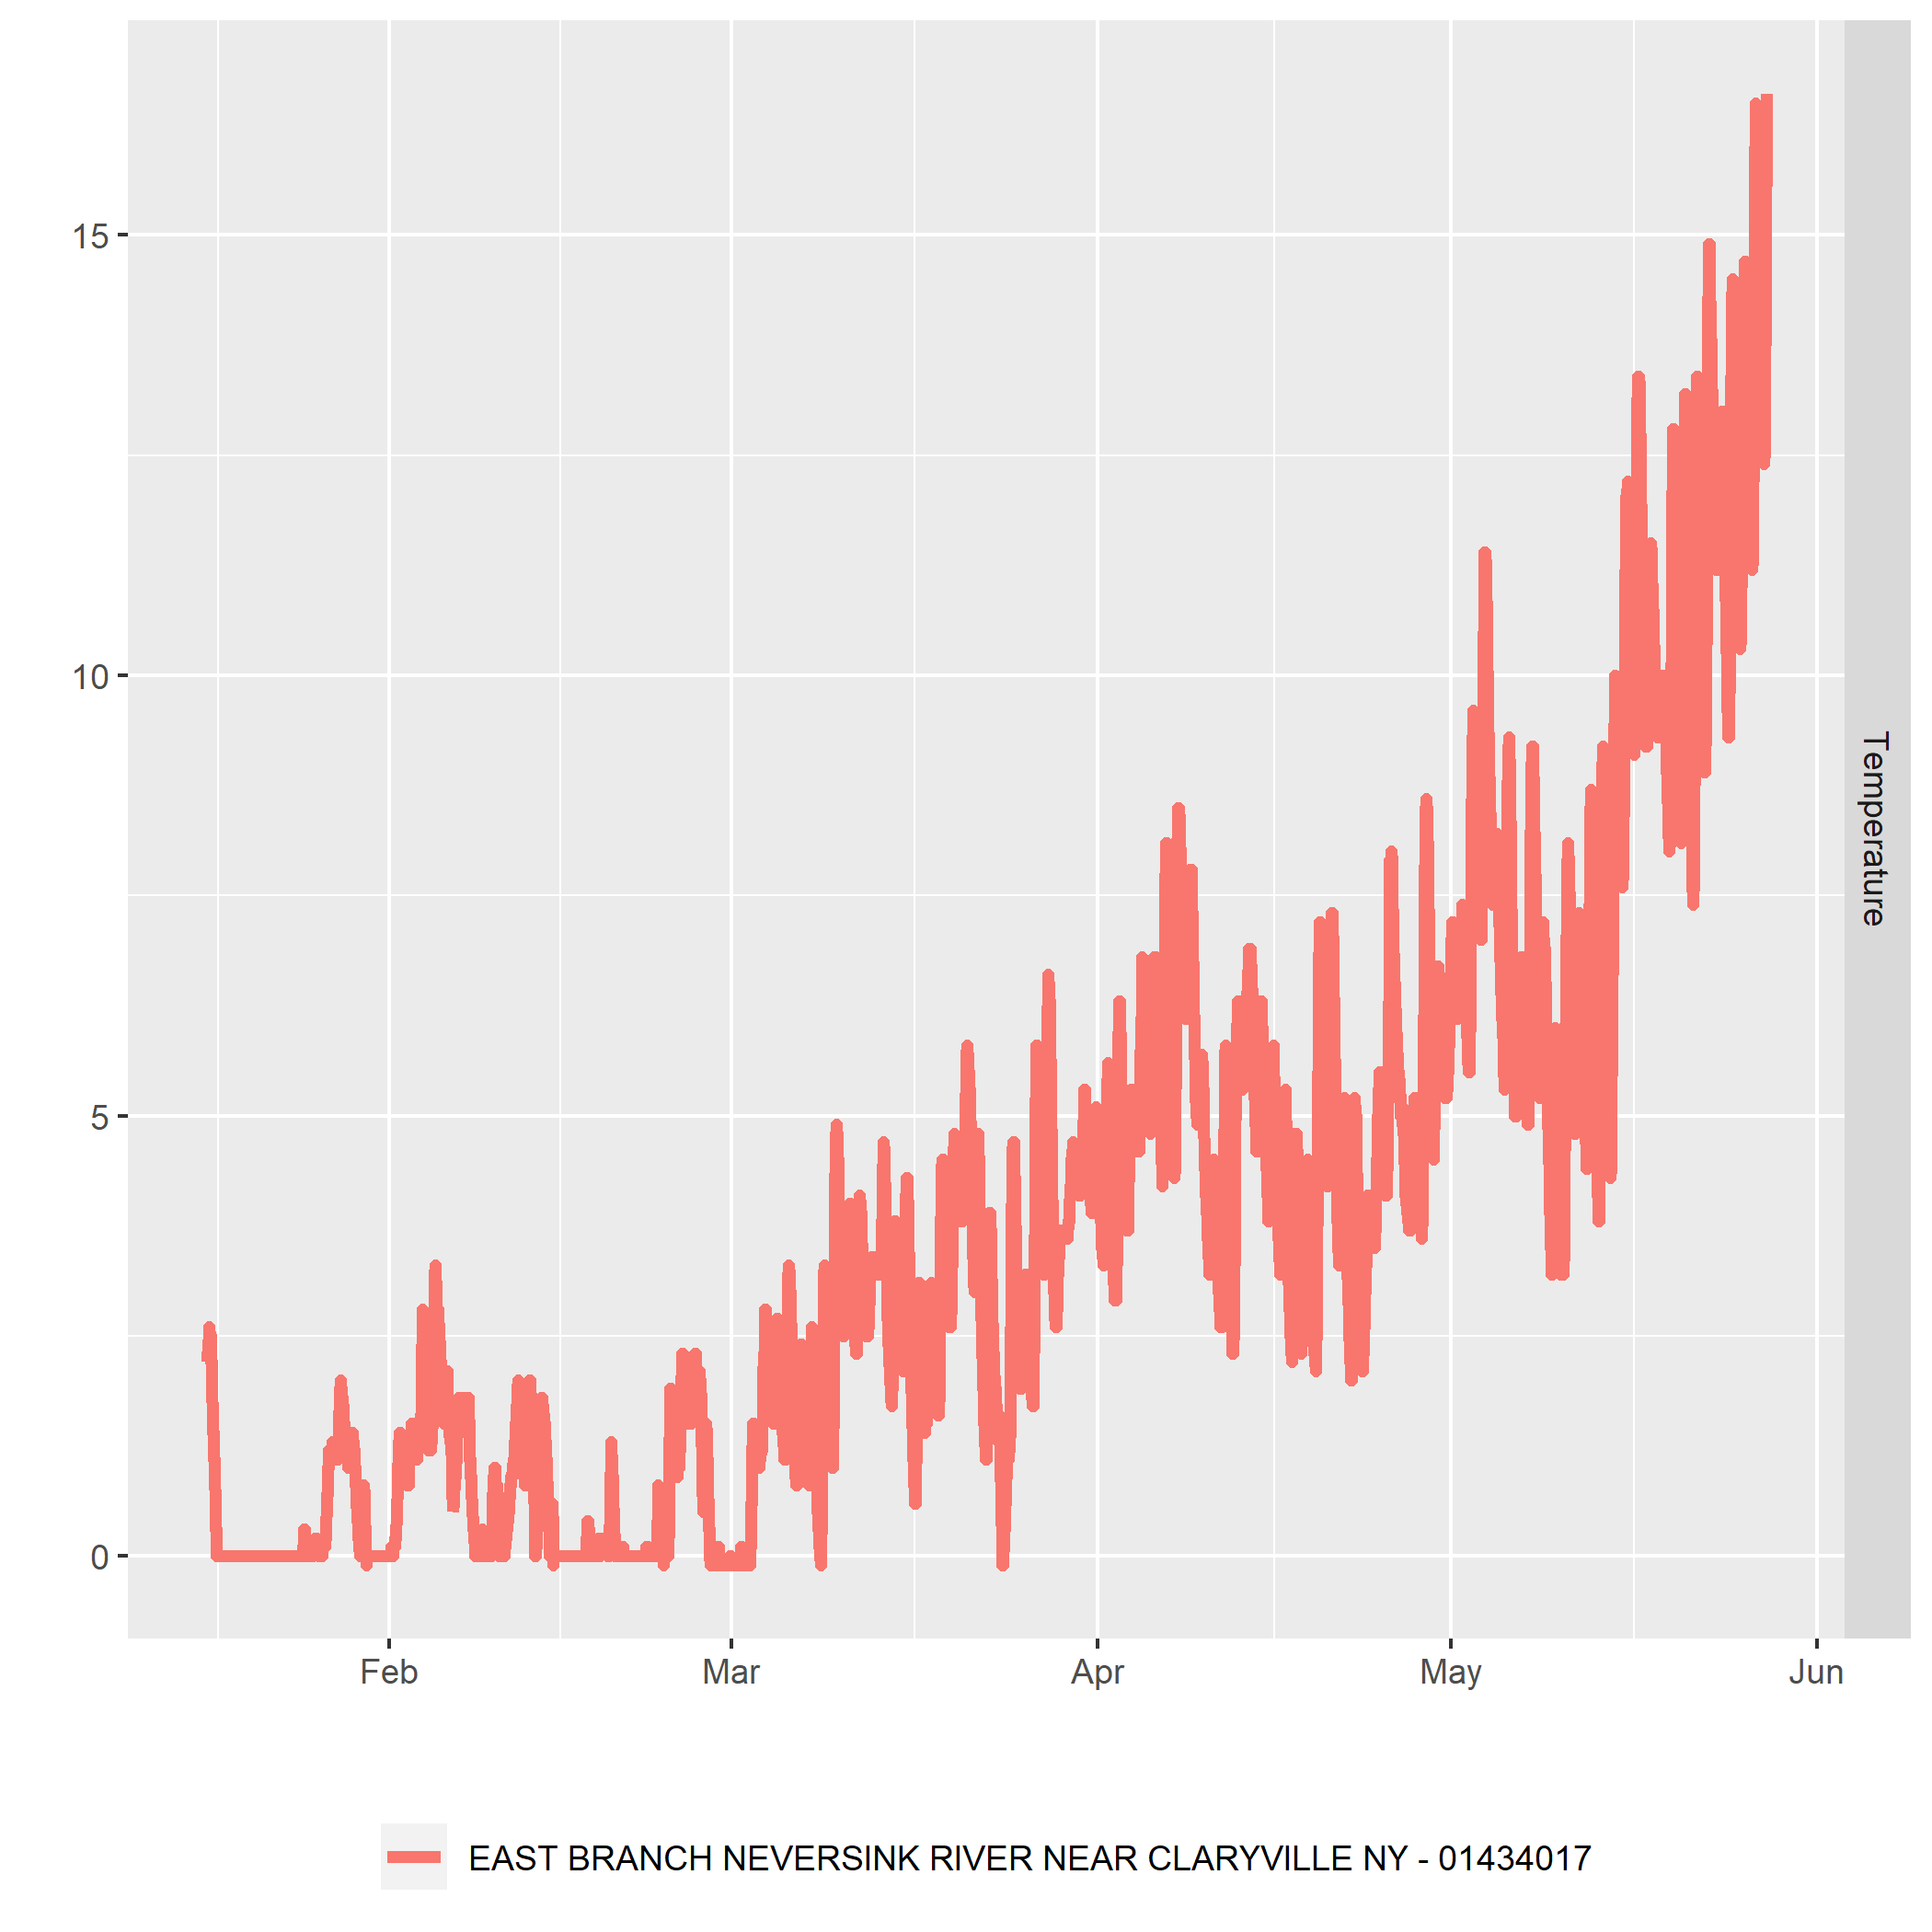 15
10
5
0
Temperature
Feb Mar Apr May Jun
EAST BRANCH NEVERSINK RIVER NEAR CLARYVILLE NY - 01434017